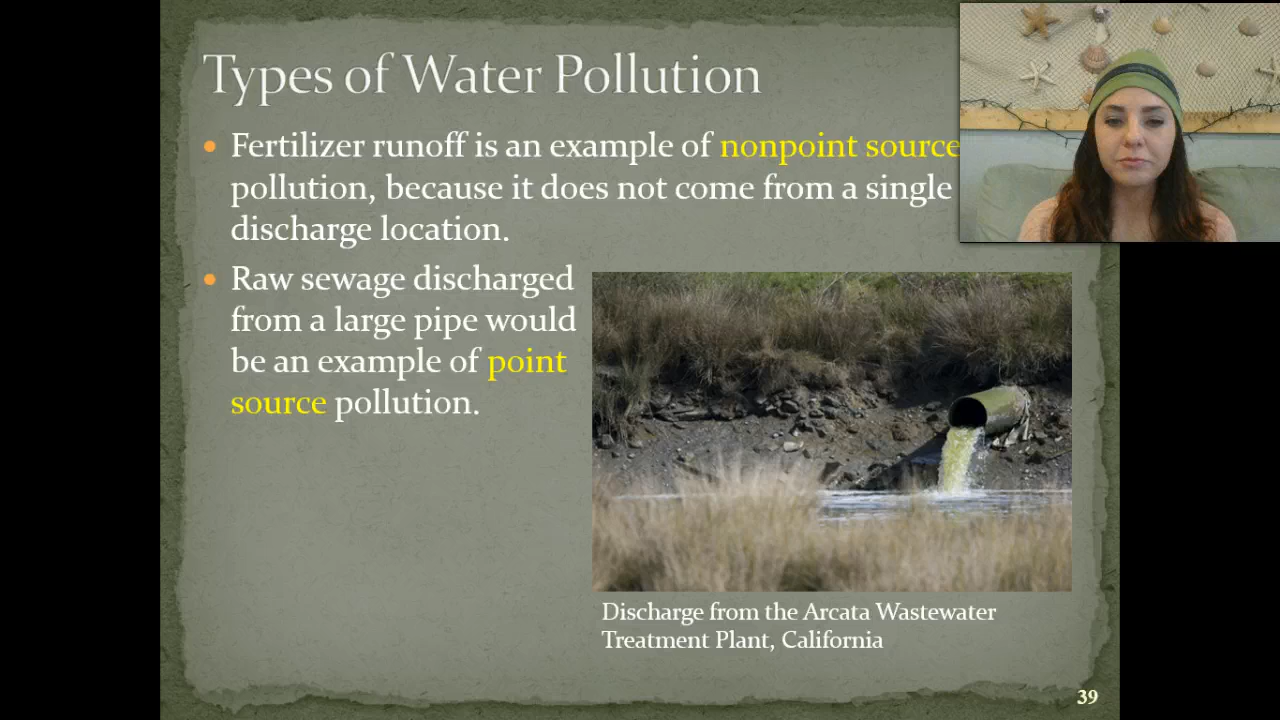 Types of Water Pollution
• Fertilizer runoff is an example of nonpoint source
pollution, because it does not come from a single
discharge location.
• Raw sewage discharged
from a large pipe would
be an example of point
source pollution.
Discharge from the Arcata Wastewater
Treatment Plant, California
39